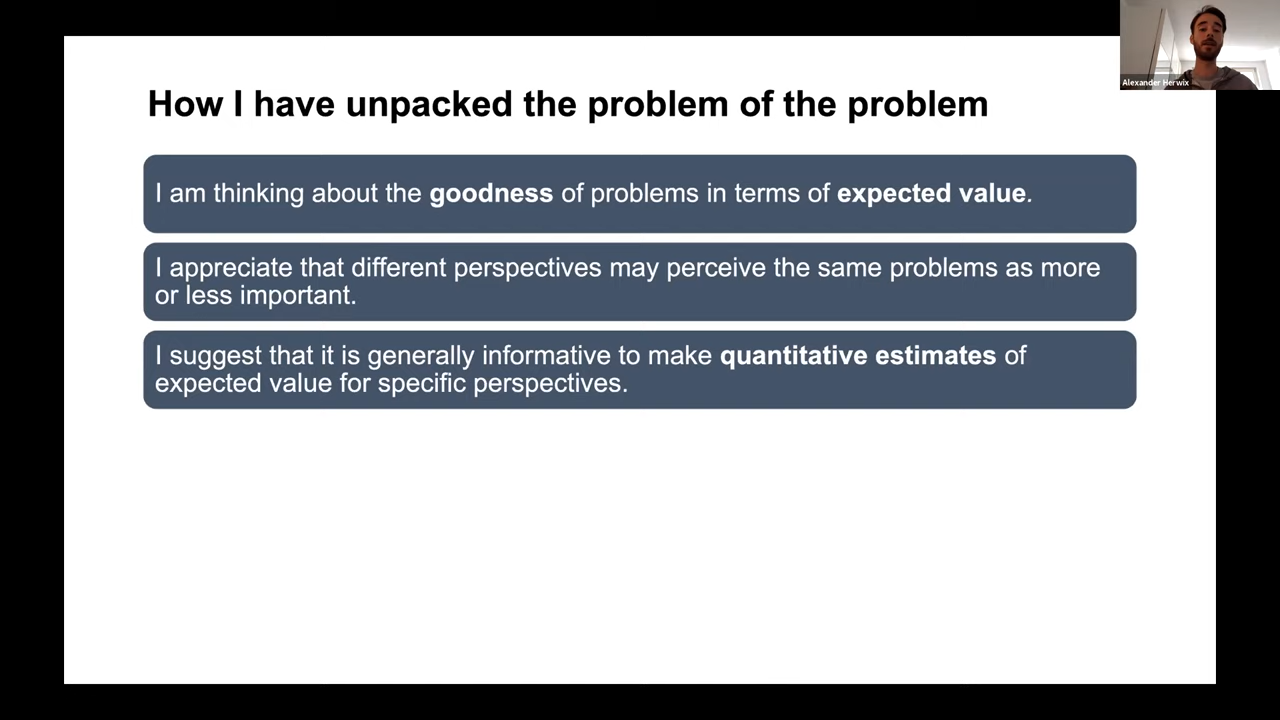 Alexander Herwix
How I have unpacked the problem of the problem
I am thinking about the goodness of problems in terms of expected value.
I appreciate that different perspectives may perceive the same problems as more
or less important.
I suggest that it is generally informative to make quantitative estimates of
expected value for specific perspectives.